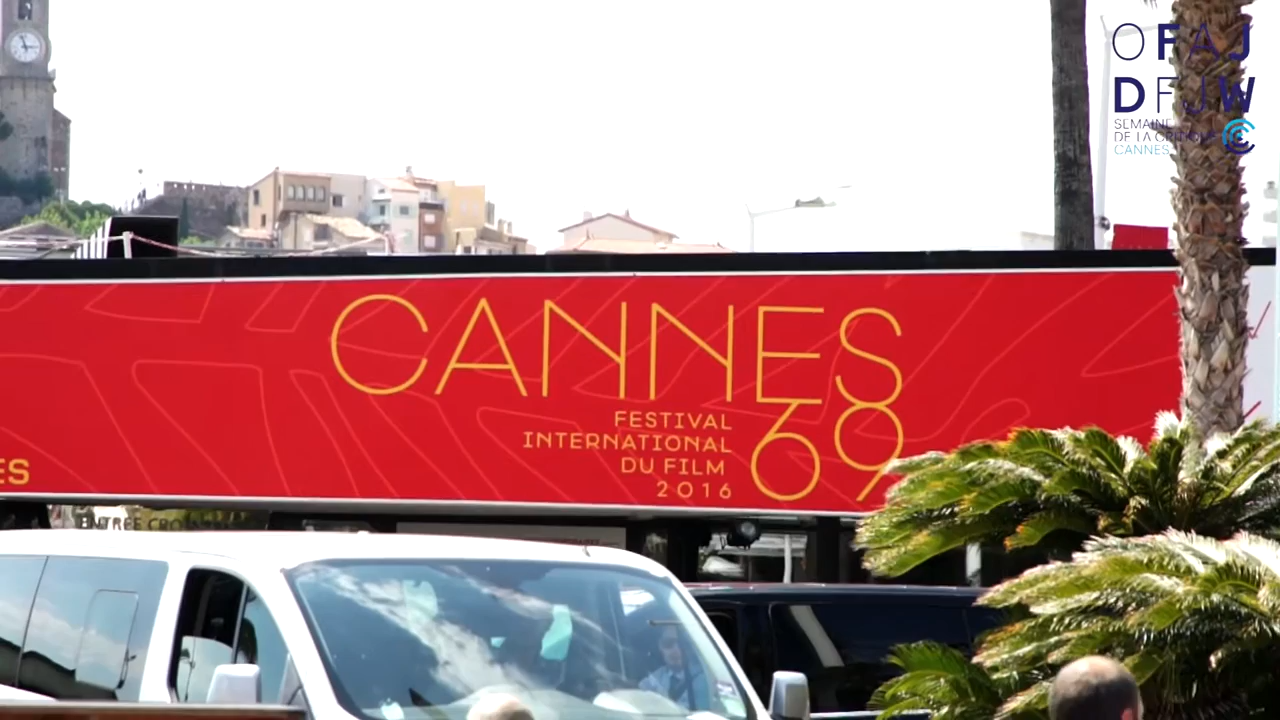 OFAJ
DFJW
SEMAINE
DE LA CRITIQUE
CANNES
CANNES
69
FESTIVAL
INTERNATIONAL
DU FILM
2016
ES